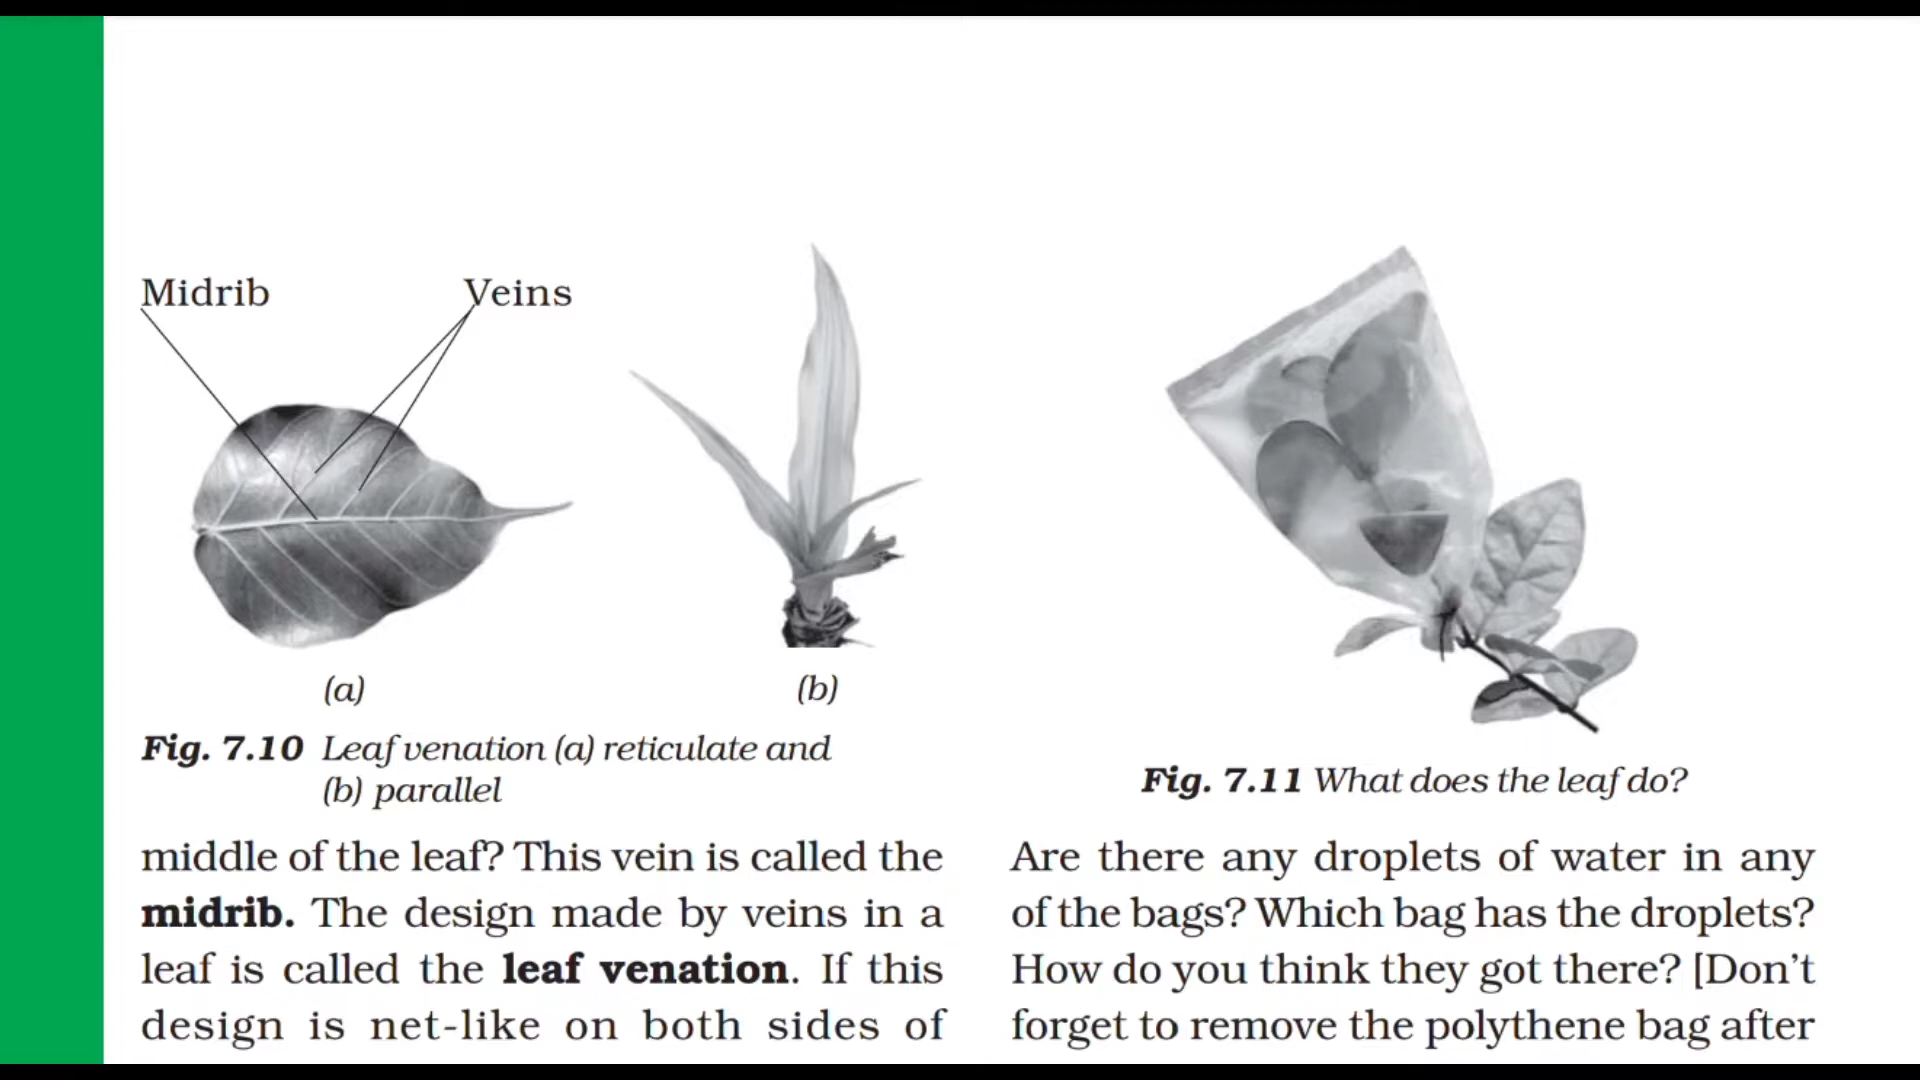 Midrib
Veins
(a)
(b)
Fig. 7.10 Leaf venation (a) reticulate and
(b) parallel
middle of the leaf? This vein is called the
midrib. The design made by veins in a
leaf is called the leaf venation. If this
design is net-like on both sides of
Fig. 7.11 What does the leaf do?
Are there any droplets of water in any
of the bags? Which bag has the droplets?
How do you think they got there? [Don’t
forget to remove the polythene bag after